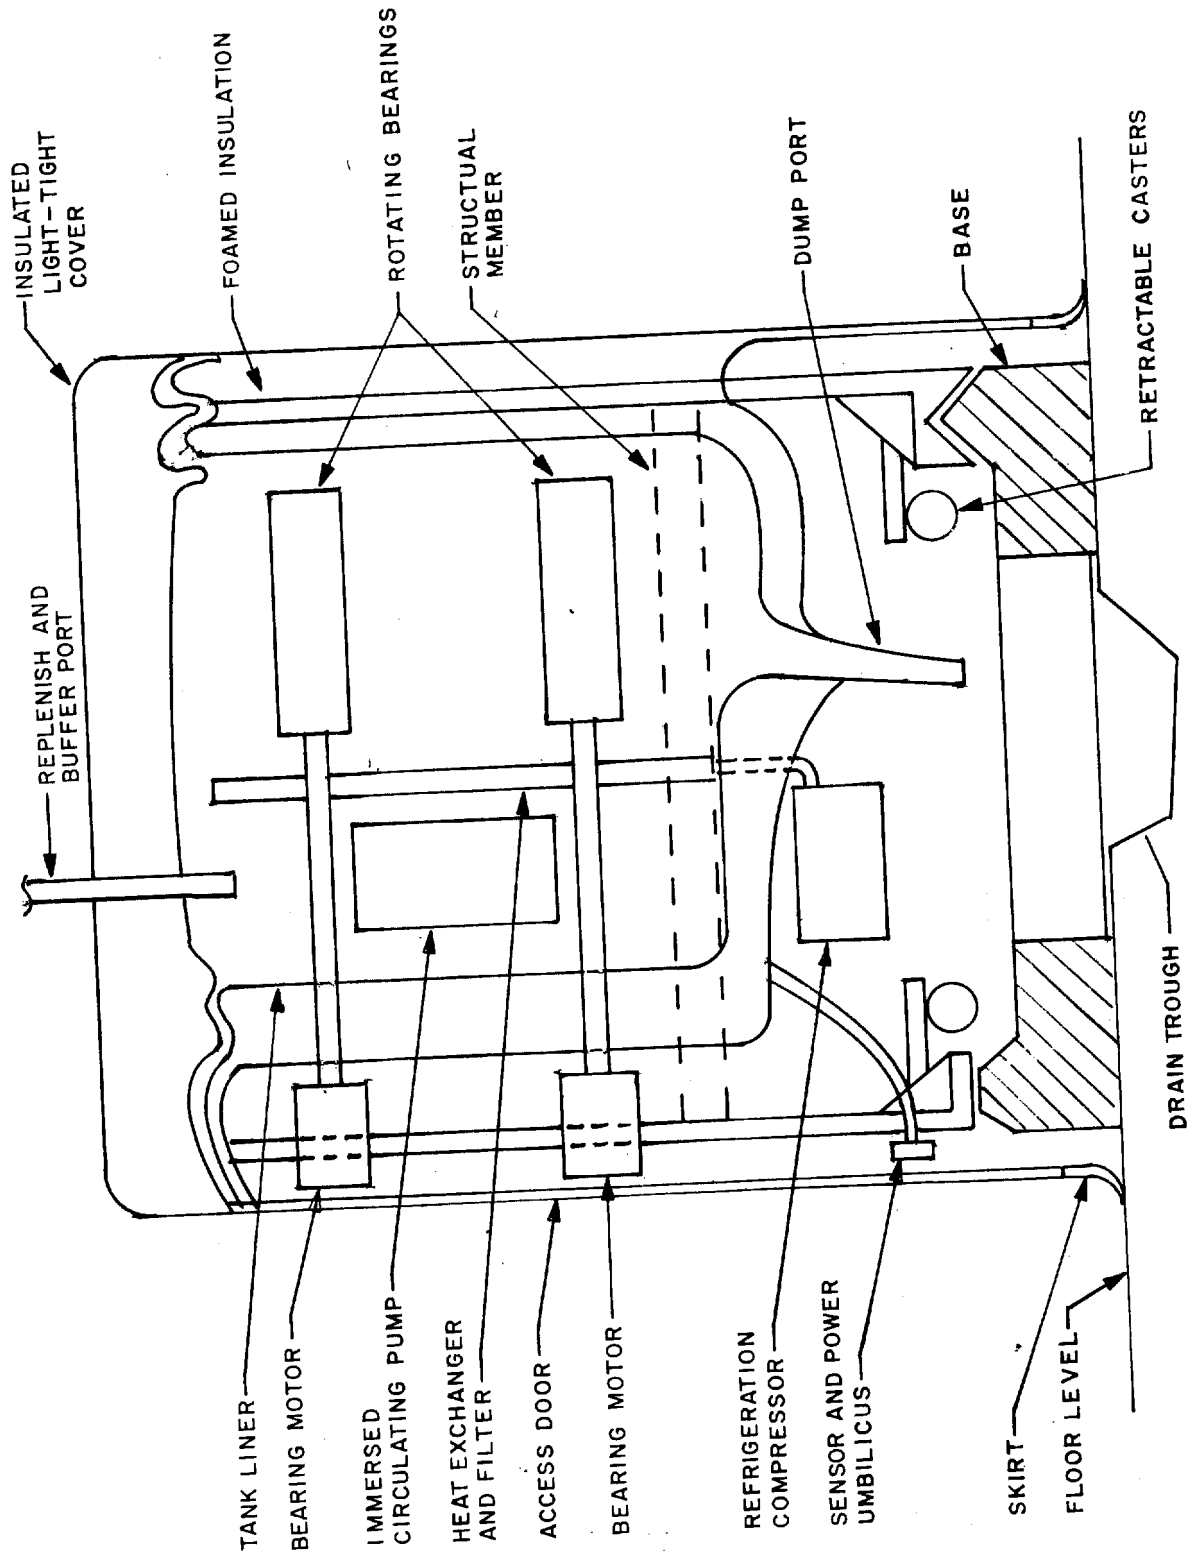 INSULATED
LIGHT-TIGHT
COVER
FOAMED INSULATION
ROTATING BEARINGS
STRUCTUAL
MEMBER
DUMP PORT
BASE
RETRACTABLE CASTERS
REPLENISH AND
BUFFER PORT
DRAIN TROUGH
TANK LINER
BEARING MOTOR
IMMERSED
CIRCULATING PUMP
HEAT EXCHANGER
AND FILTER
ACCESS DOOR
BEARING MOTOR
REFRIGERATION
COMPRESSOR
SENSOR AND POWER
UMBILICUS
SKIRT
FLOOR LEVEL